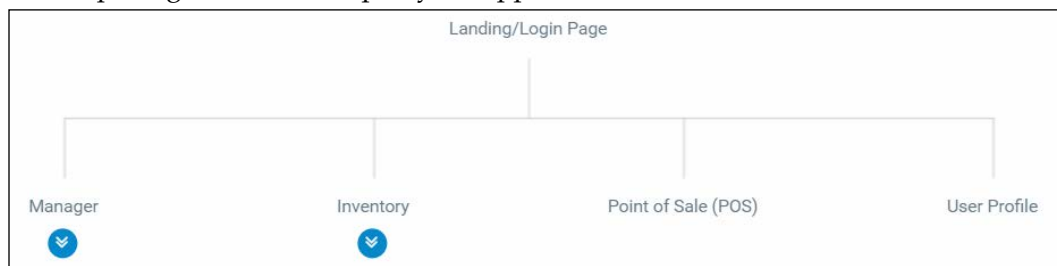 Landing/Login Page
Manager
Inventory
Point of Sale (POS)
User Profile